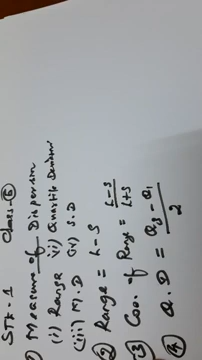 STA. 1 Class-5
① Measure of Dispersion
(i) Range (ii) Quartile Deviation
(iii) M.D (iv) S.D
② Range = L-S
③ Coe. of Range = L-S / L+S
④ Q.D = Q3 - Q1 / 2